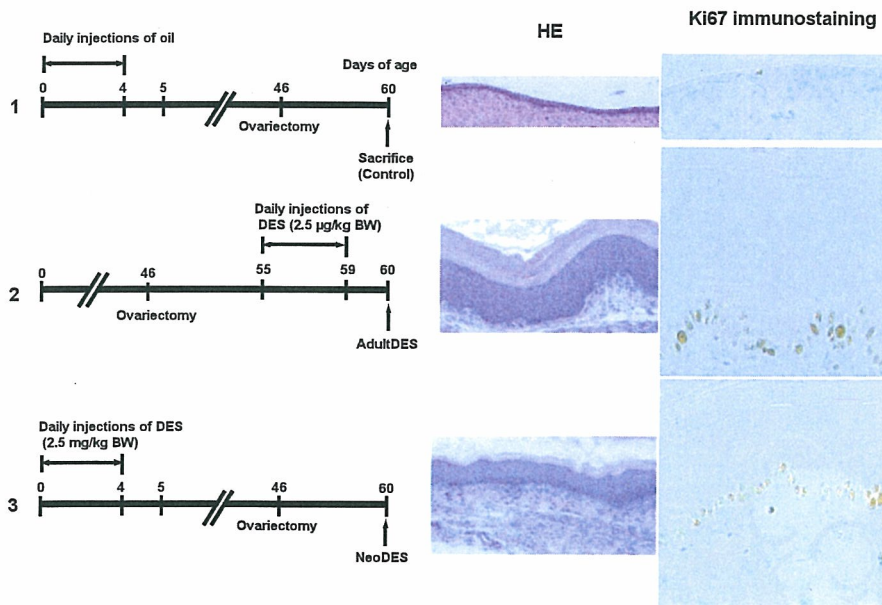 HE
Ki67 immunostaining
Daily injections of oil
Days of age
0 4 5 46 60
1
Ovariectomy
Sacrifice
(Control)
Daily injections of
DES (2.5 µg/kg BW)
0 46 55 59 60
2
Ovariectomy
AdultDES
Daily injections of DES
(2.5 mg/kg BW)
0 4 5 46 60
3
Ovariectomy
NeoDES